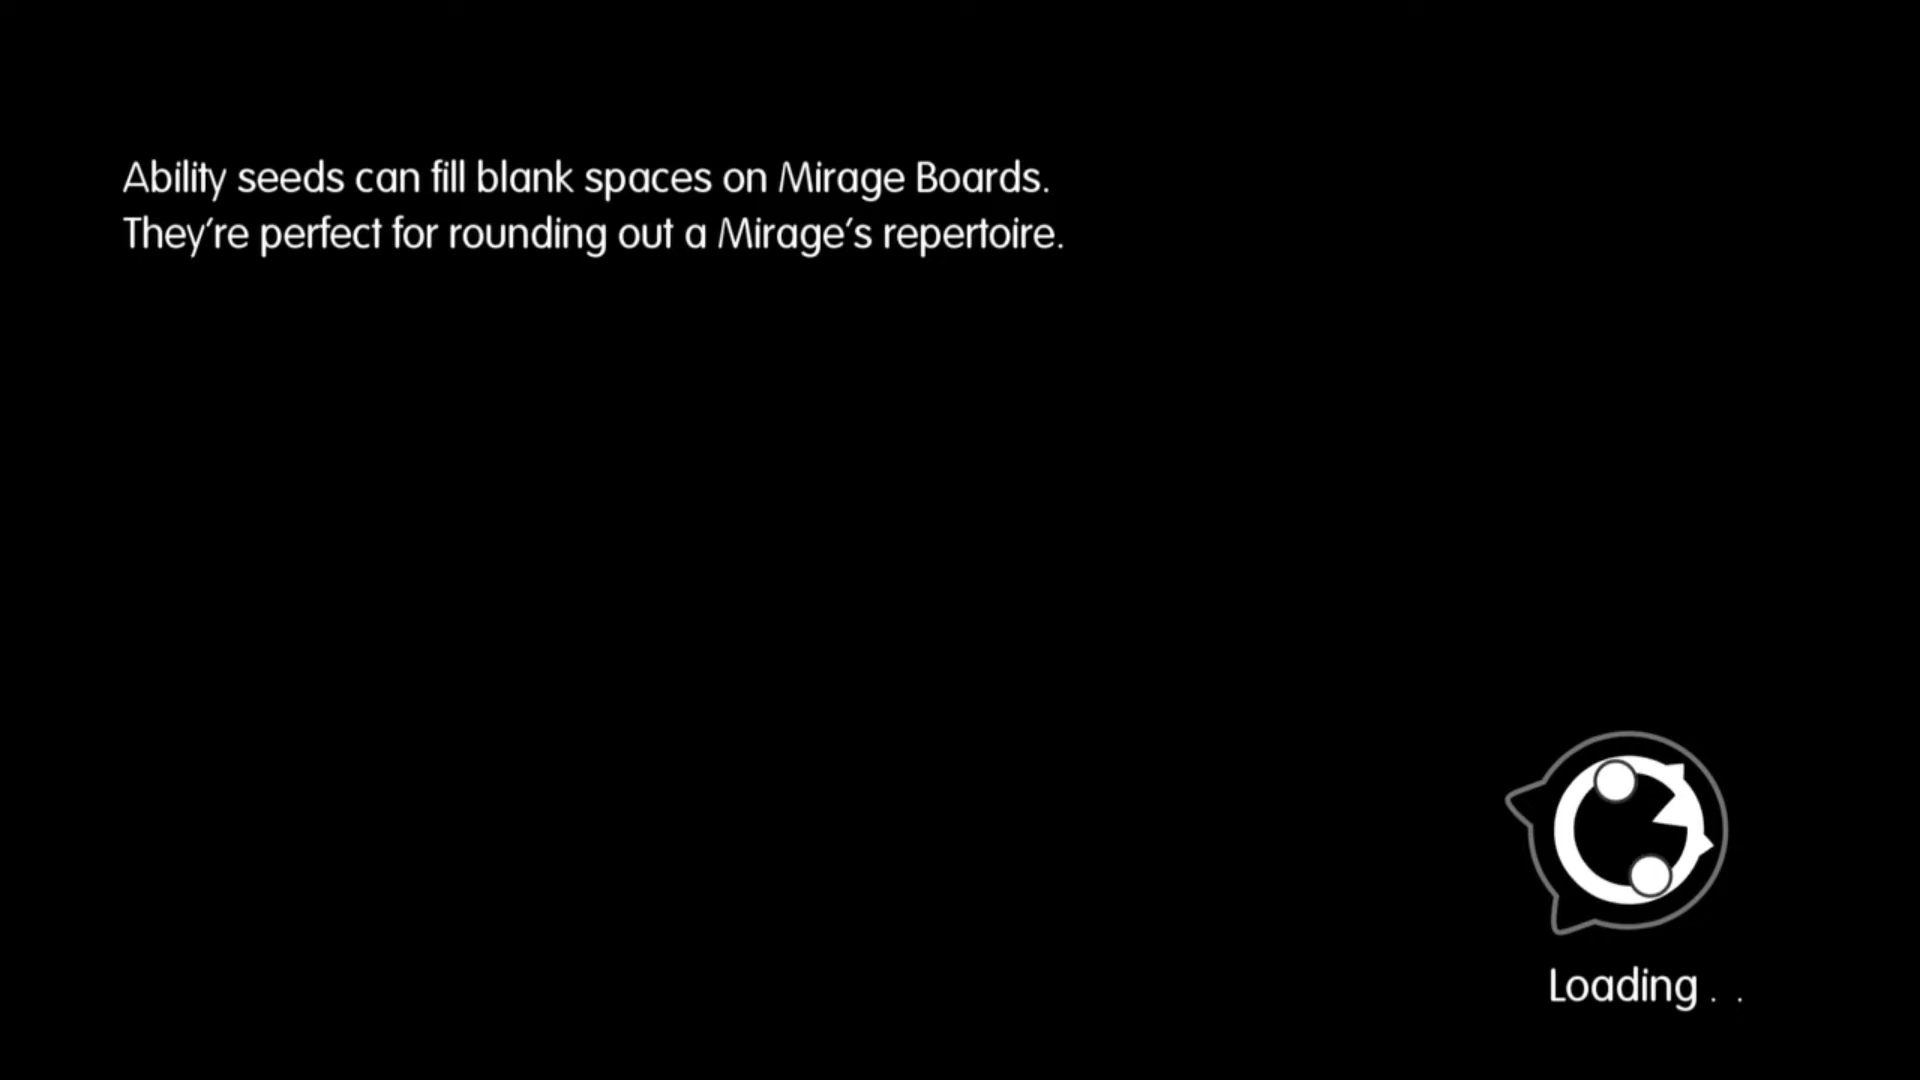 Ability seeds can fill blank spaces on Mirage Boards.
They’re perfect for rounding out a Mirage’s repertoire.
Loading . .